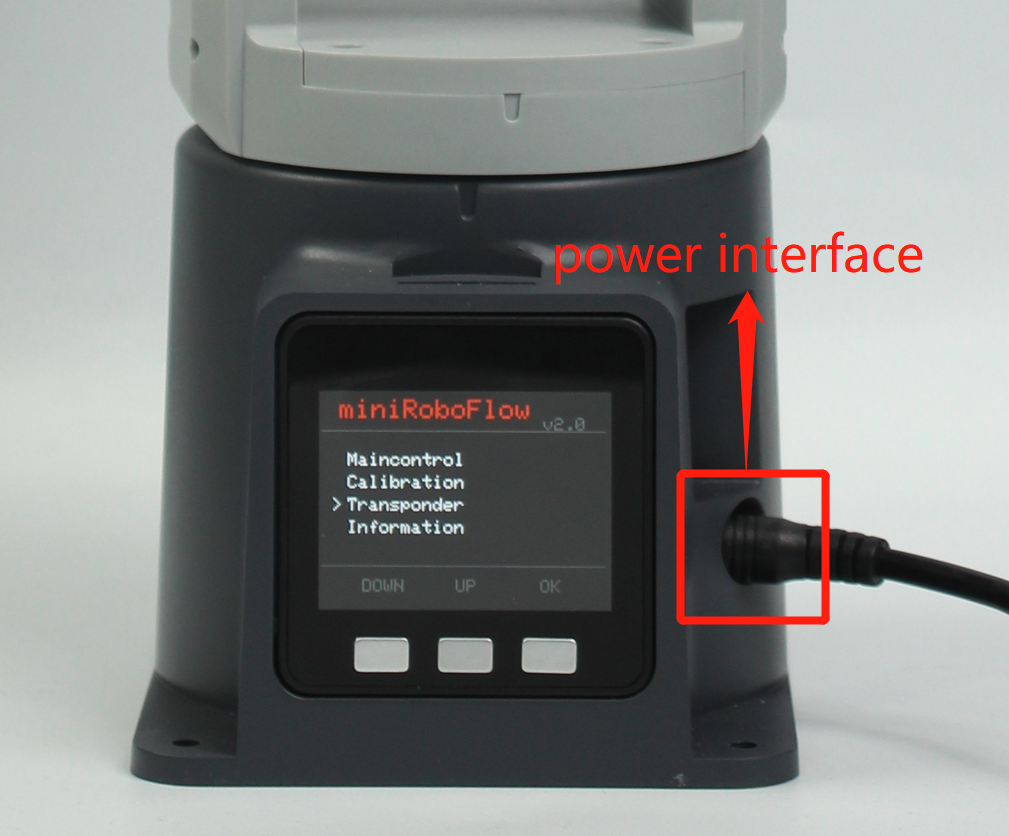 power interface
miniRoboFlow
v2.0
Maincontrol
Calibration
>Transponder
Information
DOWN UP OK